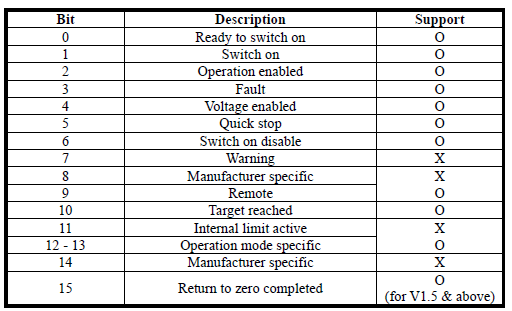 Bit Description Support
0 Ready to switch on O
1 Switch on O
2 Operation enabled O
3 Fault O
4 Voltage enabled O
5 Quick stop O
6 Switch on disable O
7 Warning X
8 Manufacturer specific X
9 Remote O
10 Target reached O
11 Internal limit active X
12 - 13 Operation mode specific O
14 Manufacturer specific X
15 Return to zero completed O
(for V1.5 & above)